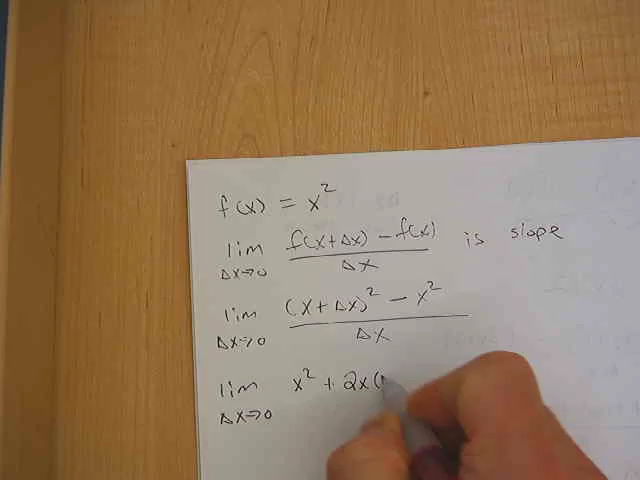 f(x) = x²
lim Δx→0 f(x+Δx) - f(x) / Δx is slope
lim Δx→0 (x+Δx)² - x² / Δx
lim Δx→0 x² + 2x(